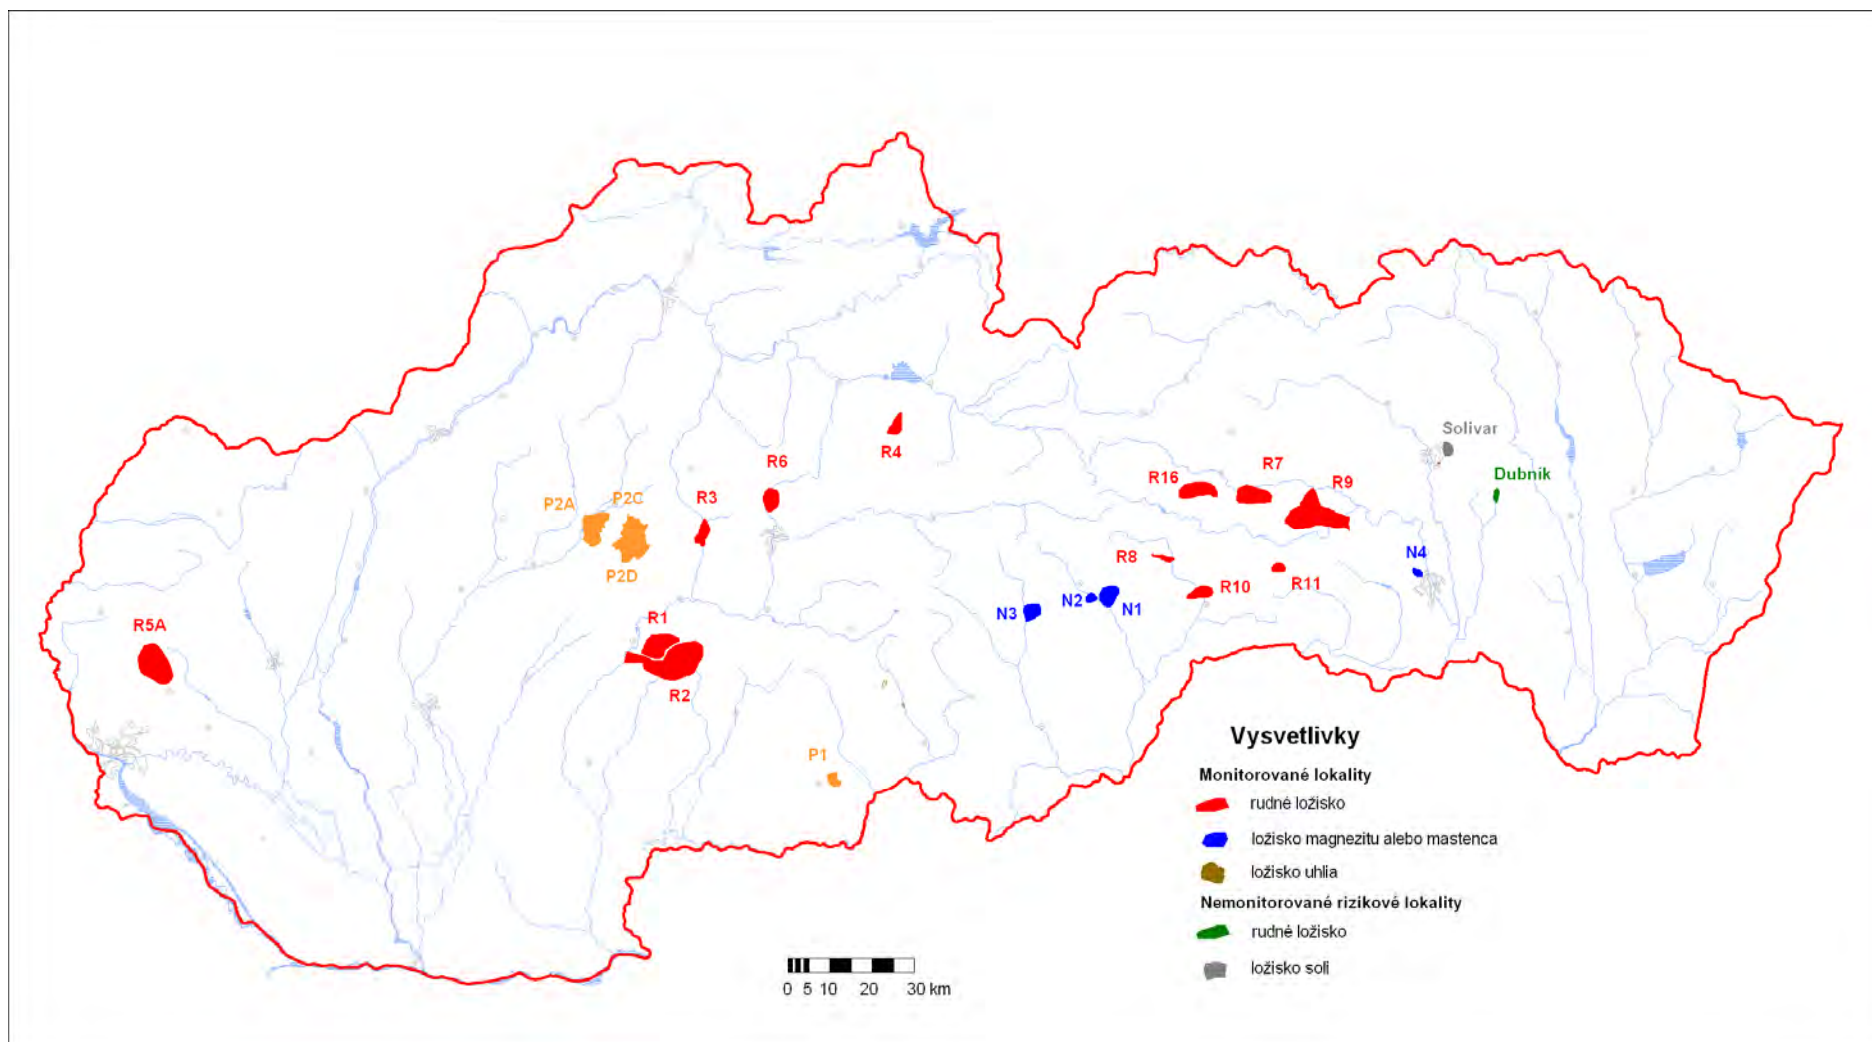 Solivar
R4
R6
R7
R16
R9
Dubník
P2A
P2C
R3
R8
N4
P2D
R11
R10
N2
N3
N1
R5A
R1
R2
P1
Vysvetlivky
Monitorované lokality
rudné ložisko
ložisko magnezitu alebo mastenca
ložisko uhlia
Nemonitorované rizikové lokality
rudné ložisko
ložisko soli
0 5 10 20 30 km